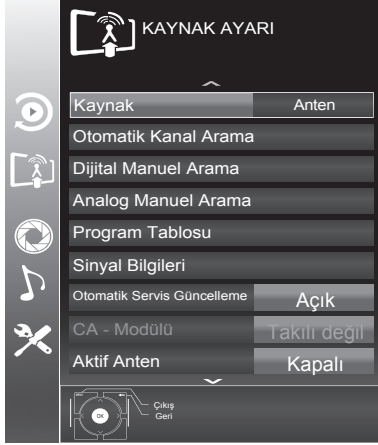 KAYNAK AYARI
Kaynak Anten
Otomatik Kanal Arama
Dijital Manuel Arama
Analog Manuel Arama
Program Tablosu
Sinyal Bilgileri
Otomatik Servis Güncelleme Açık
CA - Modülü Takılı değil
Aktif Anten Kapalı
Çıkış
OK Geri